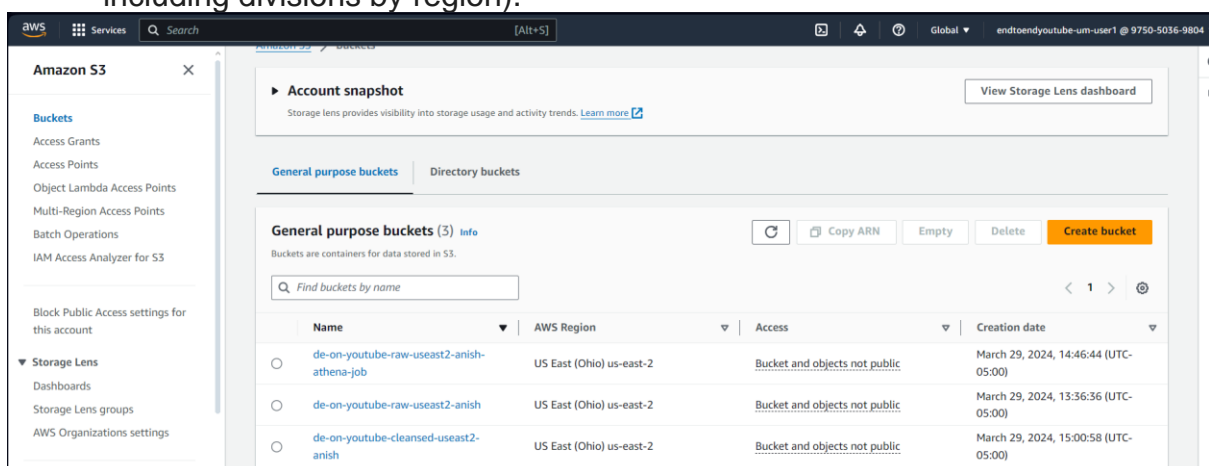 including divisions by region).
aws Services Search [Alt+S] Global endtoendyoutube-um-user1 @ 9750-5036-9804
Amazon S3
Buckets
Access Grants
Access Points
Object Lambda Access Points
Multi-Region Access Points
Batch Operations
IAM Access Analyzer for S3
Block Public Access settings for
this account
Storage Lens
Dashboards
Storage Lens groups
AWS Organizations settings
Amazon S3 > Buckets
Account snapshot
View Storage Lens dashboard
Storage lens provides visibility into storage usage and activity trends. Learn more
General purpose buckets Directory buckets
General purpose buckets (3) Info
Copy ARN Empty Delete Create bucket
Buckets are containers for data stored in S3.
Find buckets by name
< 1 >
Name AWS Region Access Creation date
de-on-youtube-raw-useast2-anish-
athena-job
US East (Ohio) us-east-2
Bucket and objects not public
March 29, 2024, 14:46:44 (UTC-
05:00)
de-on-youtube-raw-useast2-anish
US East (Ohio) us-east-2
Bucket and objects not public
March 29, 2024, 13:36:36 (UTC-
05:00)
de-on-youtube-cleansed-useast2-
anish
US East (Ohio) us-east-2
Bucket and objects not public
March 29, 2024, 15:00:58 (UTC-
05:00)